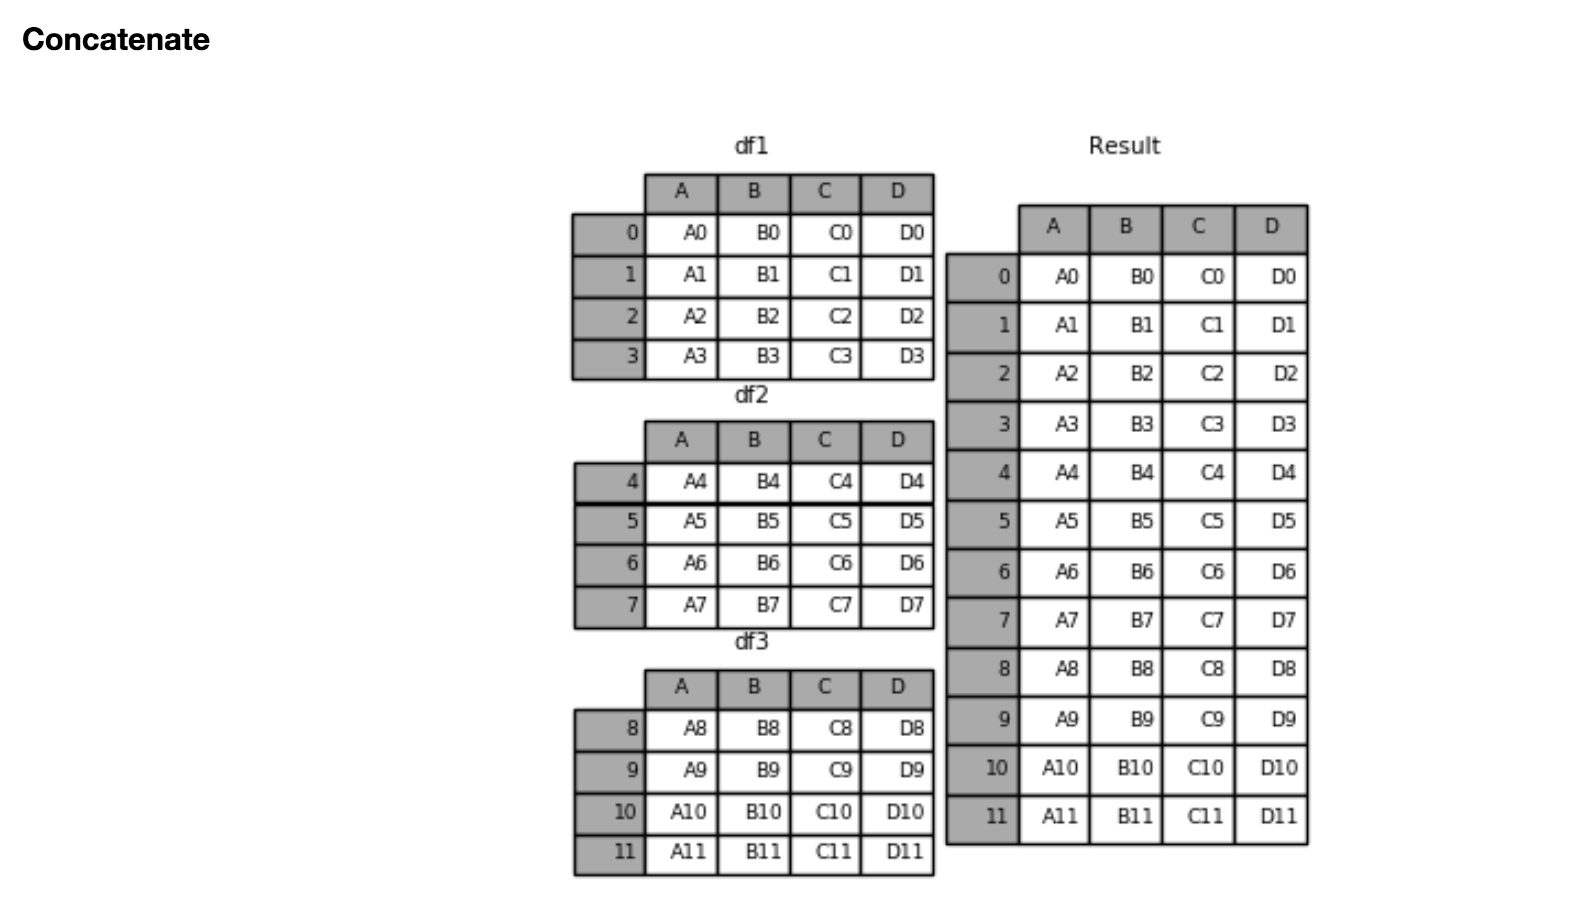 Concatenate
df1
A B C D
0 A0 B0 C0 D0
1 A1 B1 C1 D1
2 A2 B2 C2 D2
3 A3 B3 C3 D3
df2
A B C D
4 A4 B4 C4 D4
5 A5 B5 C5 D5
6 A6 B6 C6 D6
7 A7 B7 C7 D7
df3
A B C D
8 A8 B8 C8 D8
9 A9 B9 C9 D9
10 A10 B10 C10 D10
11 A11 B11 C11 D11
Result
A B C D
0 A0 B0 C0 D0
1 A1 B1 C1 D1
2 A2 B2 C2 D2
3 A3 B3 C3 D3
4 A4 B4 C4 D4
5 A5 B5 C5 D5
6 A6 B6 C6 D6
7 A7 B7 C7 D7
8 A8 B8 C8 D8
9 A9 B9 C9 D9
10 A10 B10 C10 D10
11 A11 B11 C11 D11